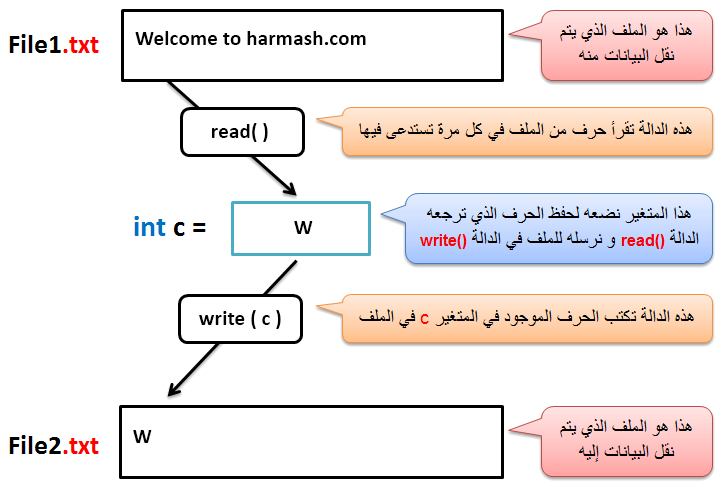 File1.txt
Welcome to harmash.com
هذا هو الملف الذي يتم
نقل البيانات منه
read( )
هذه الدالة تقرأ حرف من الملف في كل مرة تستدعى فيها
int c =
W
هذا المتغير نضعه لحفظ الحرف الذي ترجعه
الدالة read() و نرسله للملف في الدالة write()
write ( c )
هذه الدالة تكتب الحرف الموجود في المتغير c في الملف
File2.txt
W
هذا هو الملف الذي يتم
نقل البيانات إليه